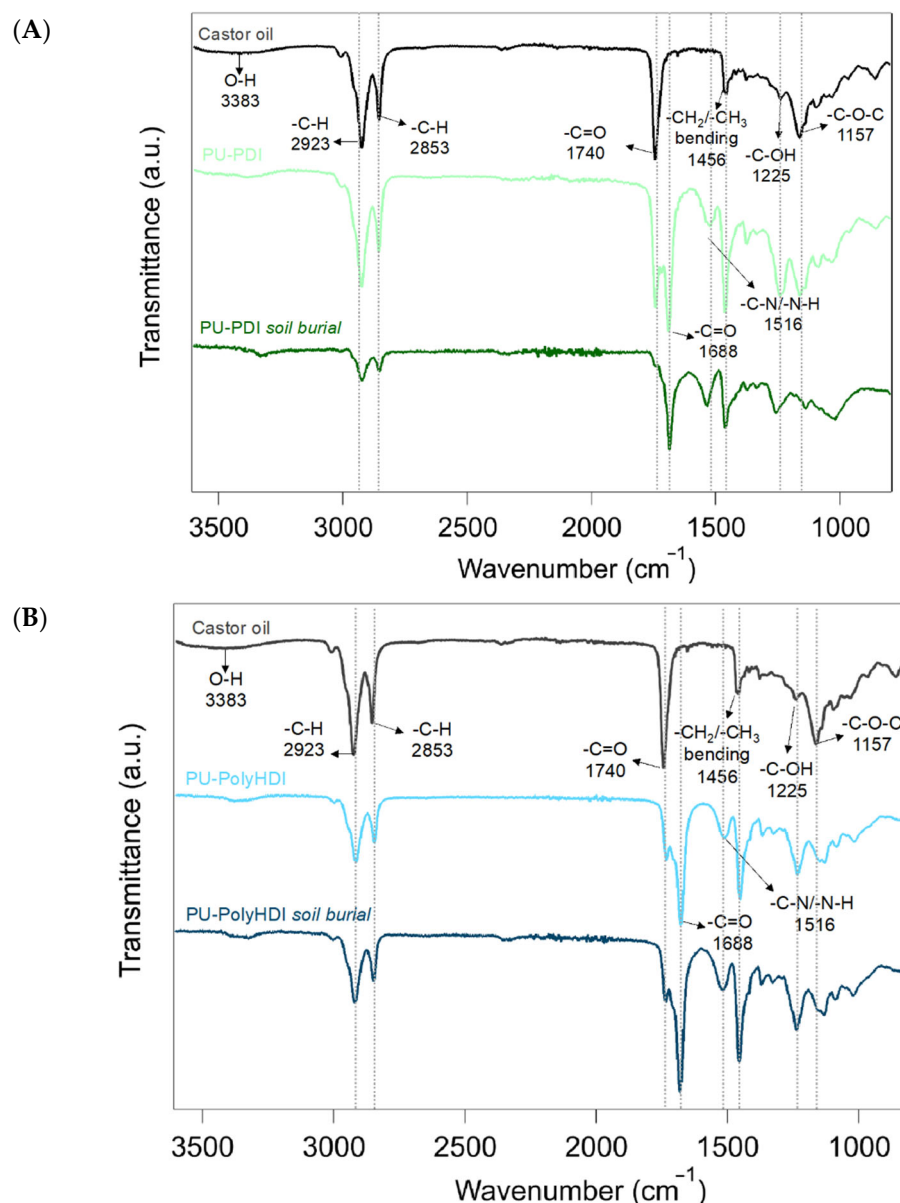 (A)
Castor oil
O-H
3383
-C-H
2923
-C-H
2853
-C=O
1740
-CH₂/-CH₃
bending
1456
-C-OH
1225
-C-O-C
1157
PU-PDI
-C-N/-N-H
1516
-C=O
1688
PU-PDI soil burial
Transmittance (a.u.)
3500 3000 2500 2000 1500 1000
Wavenumber (cm⁻¹)
(B)
Castor oil
O-H
3383
-C-H
2923
-C-H
2853
-C=O
1740
-CH₂/-CH₃
bending
1456
-C-OH
1225
-C-O-C
1157
PU-PolyHDI
-C-N/-N-H
1516
-C=O
1688
PU-PolyHDI soil burial
Transmittance (a.u.)
3500 3000 2500 2000 1500 1000
Wavenumber (cm⁻¹)